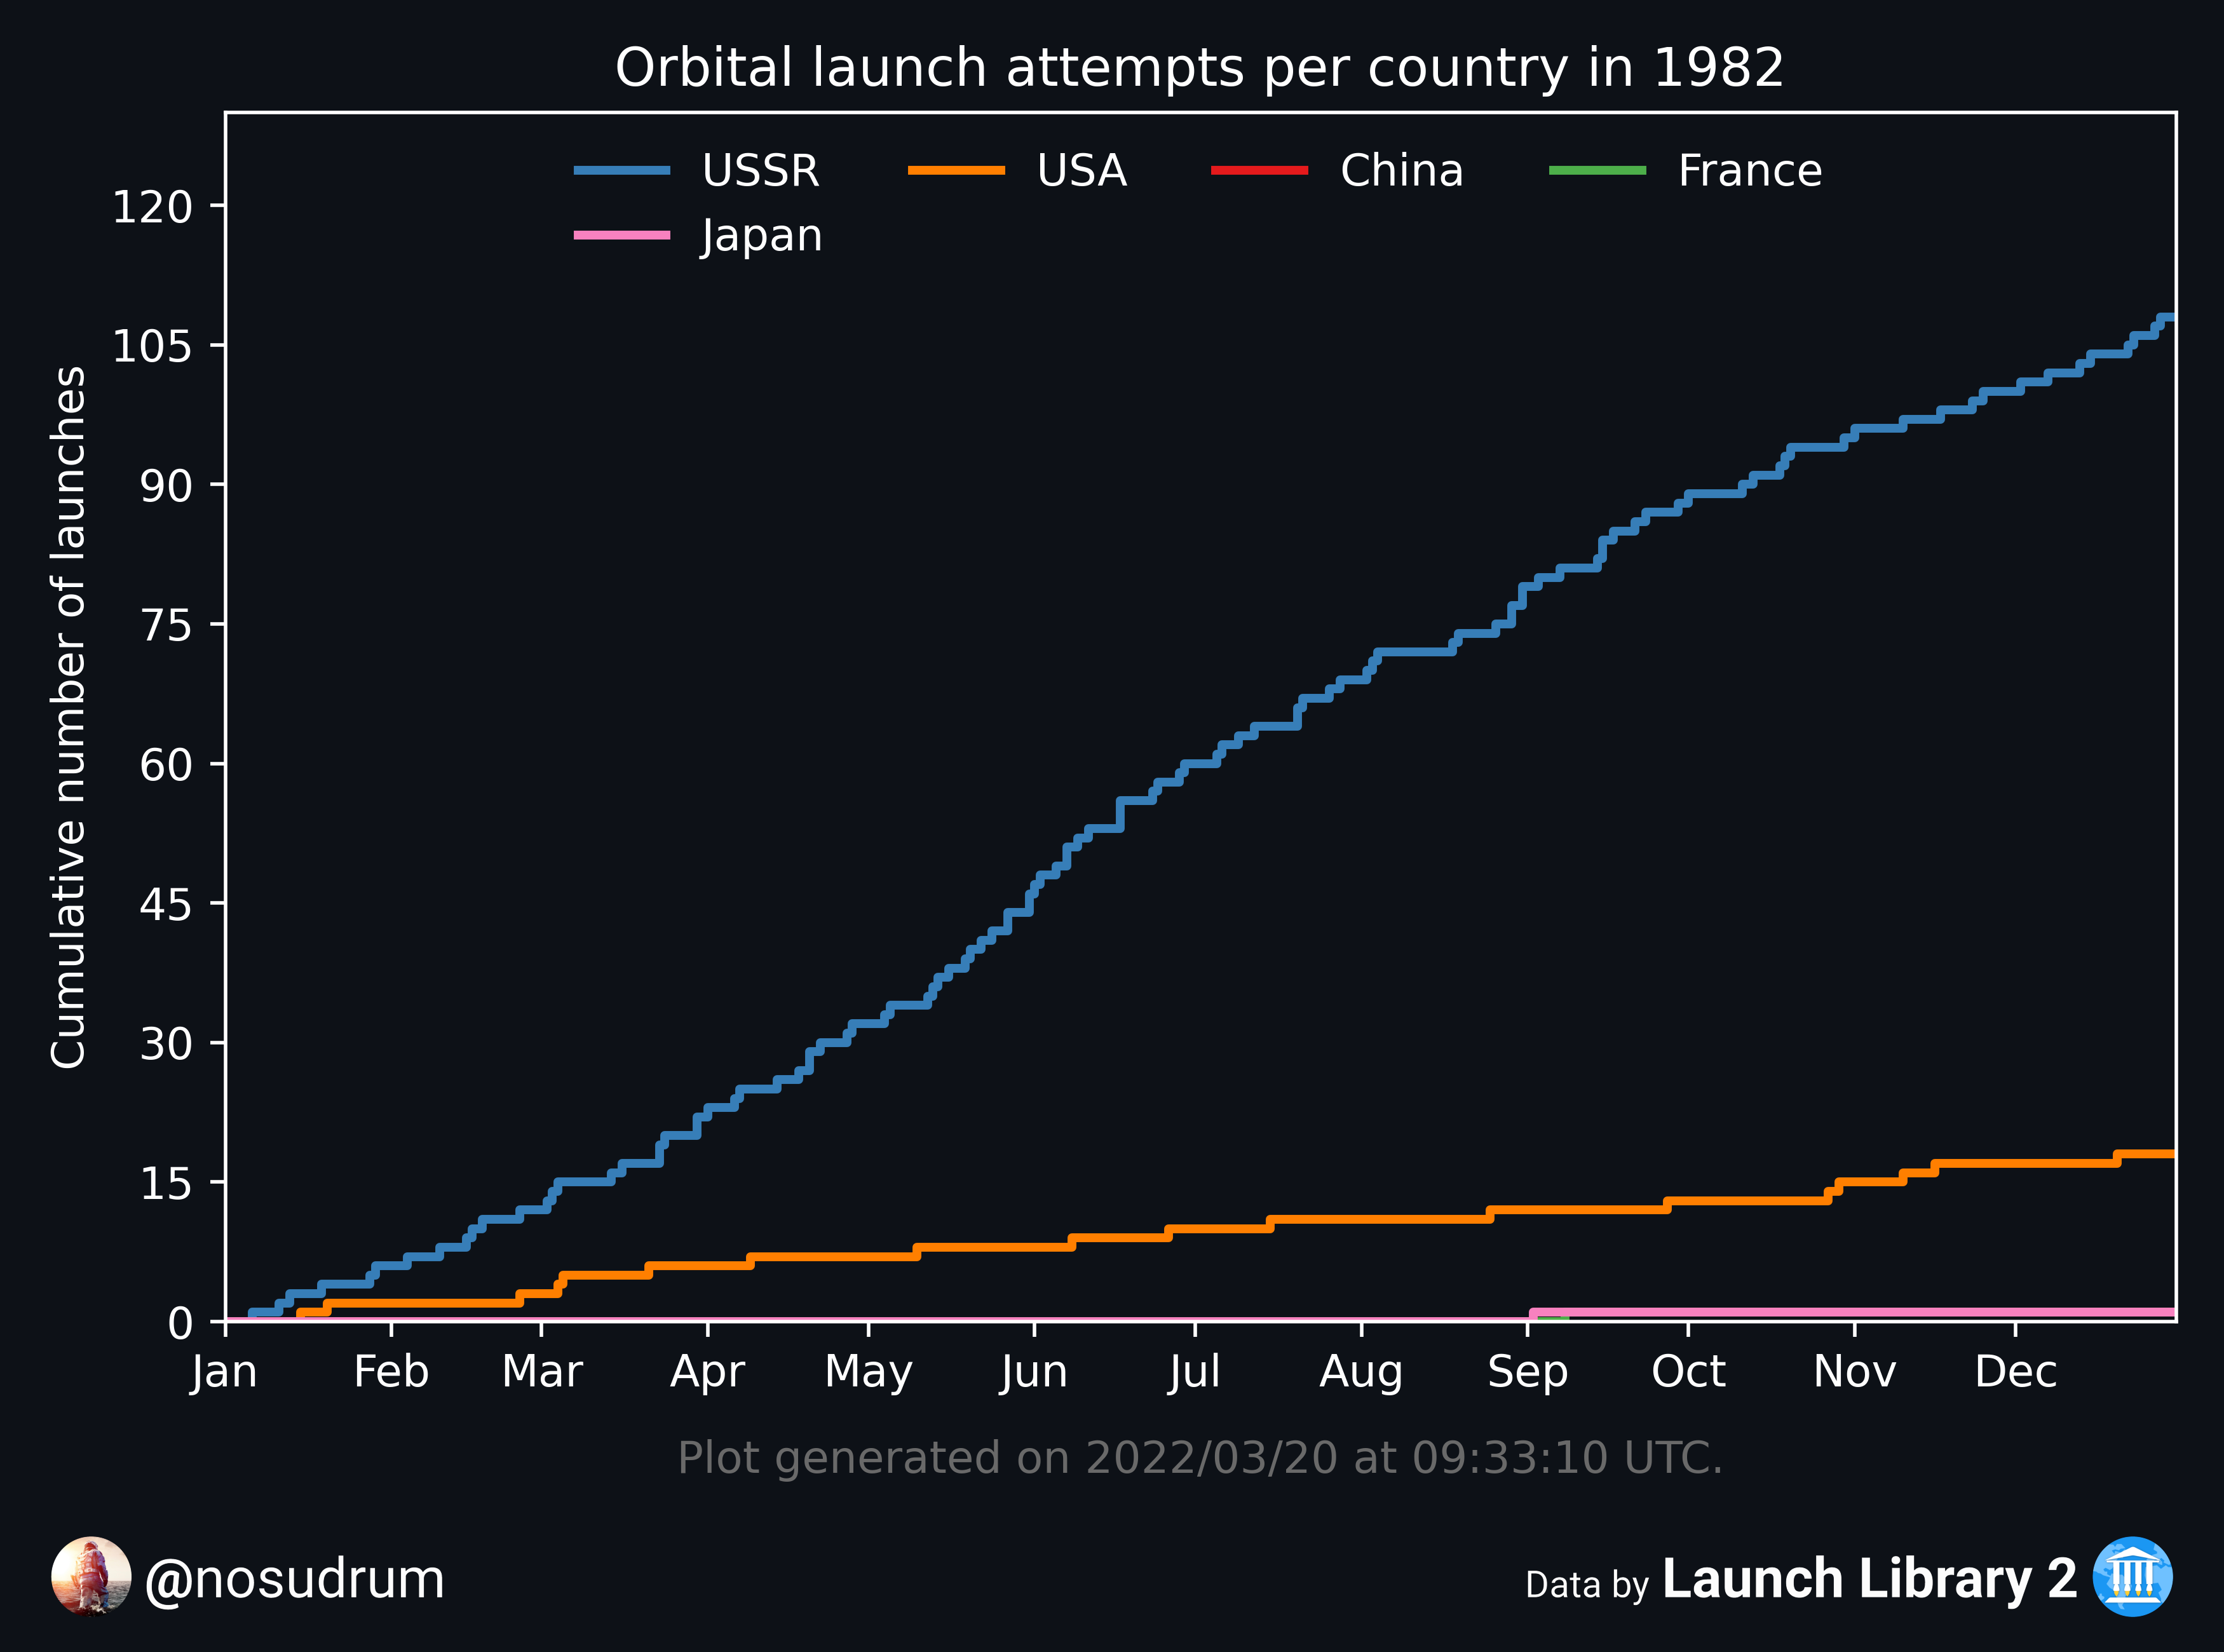 Orbital launch attempts per country in 1982
USSR USA China France
Japan
120
105
90
75
60
45
30
15
0
Cumulative number of launches
Jan Feb Mar Apr May Jun Jul Aug Sep Oct Nov Dec
Plot generated on 2022/03/20 at 09:33:10 UTC.
@nosudrum
Data by Launch Library 2